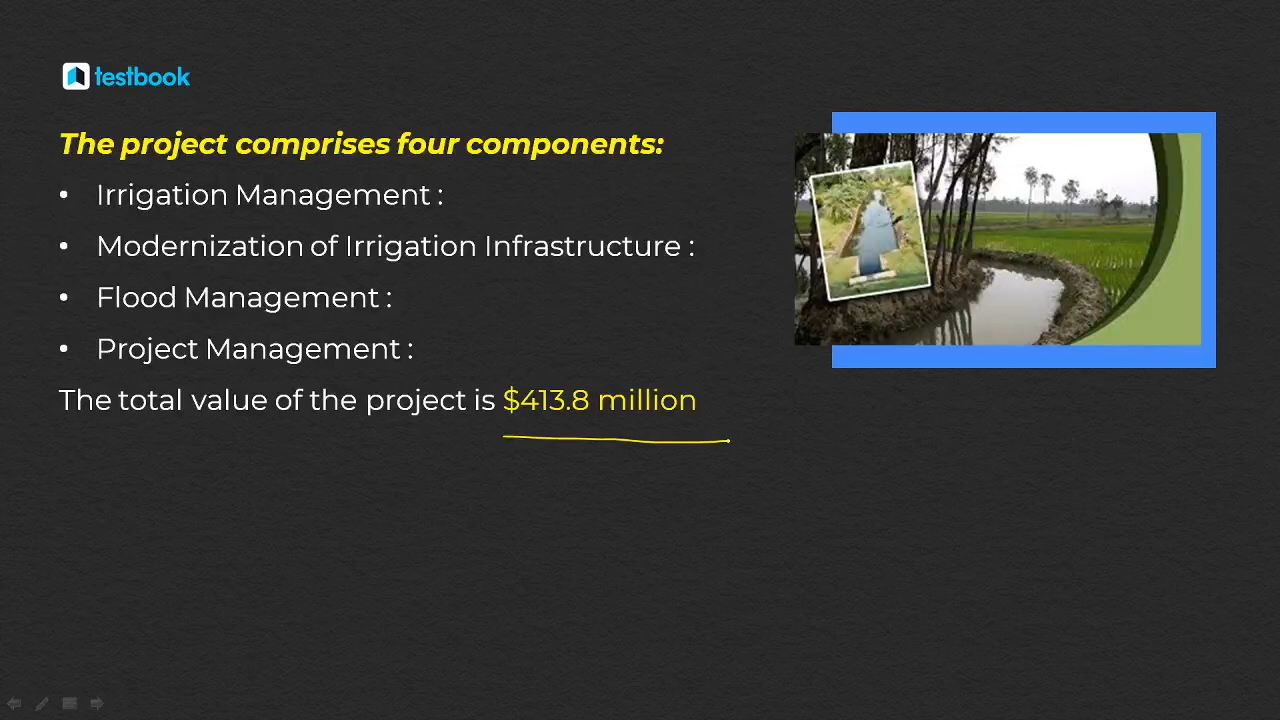 testbook
The project comprises four components:
• Irrigation Management :
• Modernization of Irrigation Infrastructure :
• Flood Management :
• Project Management :
The total value of the project is $413.8 million